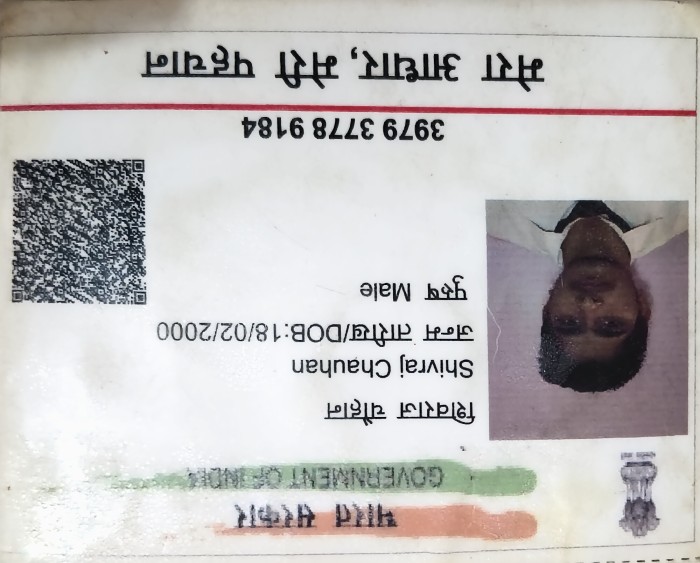 भारत सरकार
GOVERNMENT OF INDIA
शिवराज चौहान
Shivraj Chauhan
जन्म तारीख/DOB:18/02/2000
पुरुष Male
3979 3778 9184
मेरा आधार, मेरी पहचान